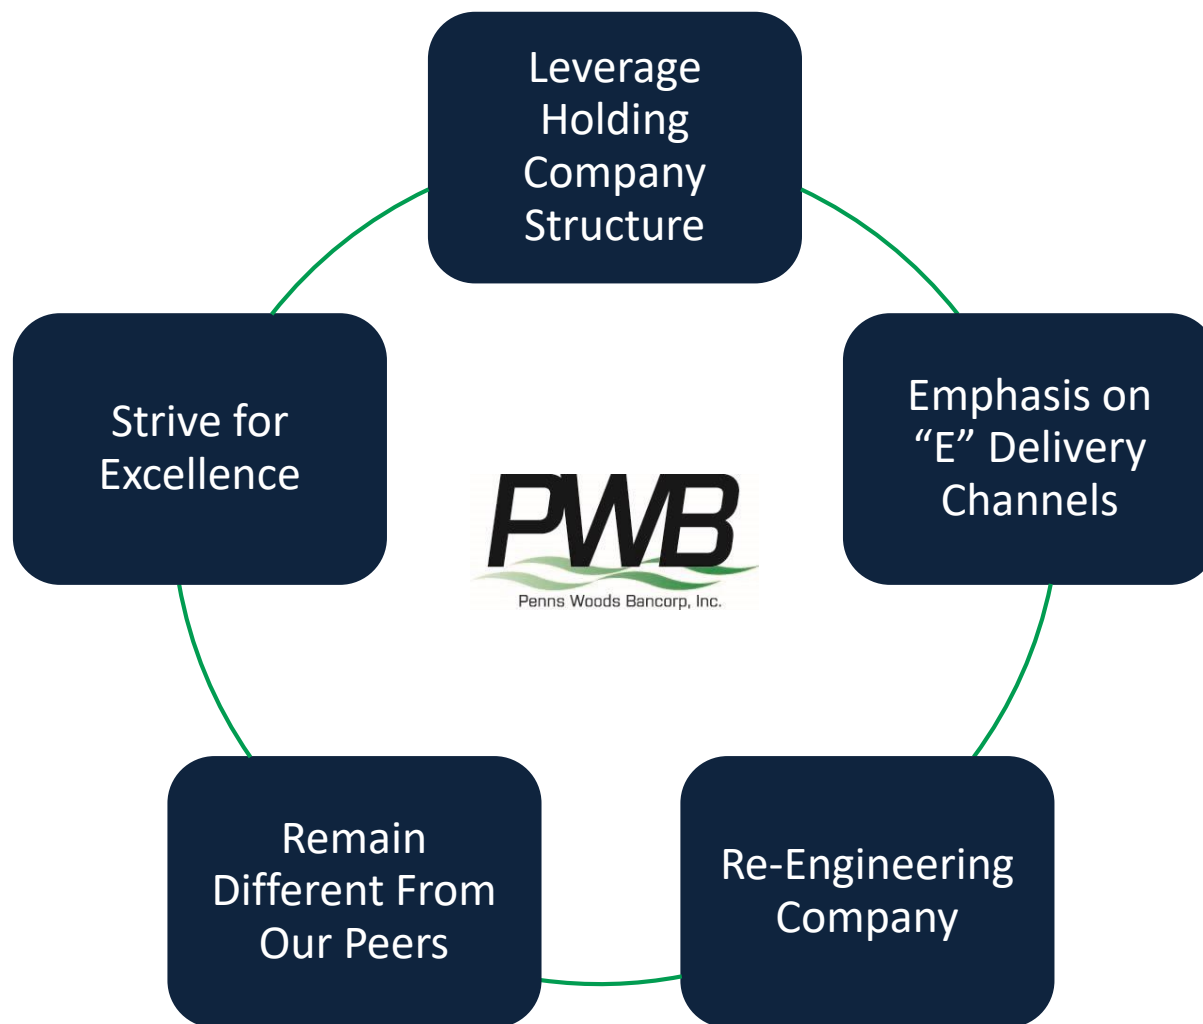 Leverage
Holding
Company
Structure
Emphasis on
“E” Delivery
Channels
Re-Engineering
Company
Remain
Different From
Our Peers
Strive for
Excellence
PWB
Penns Woods Bancorp, Inc.